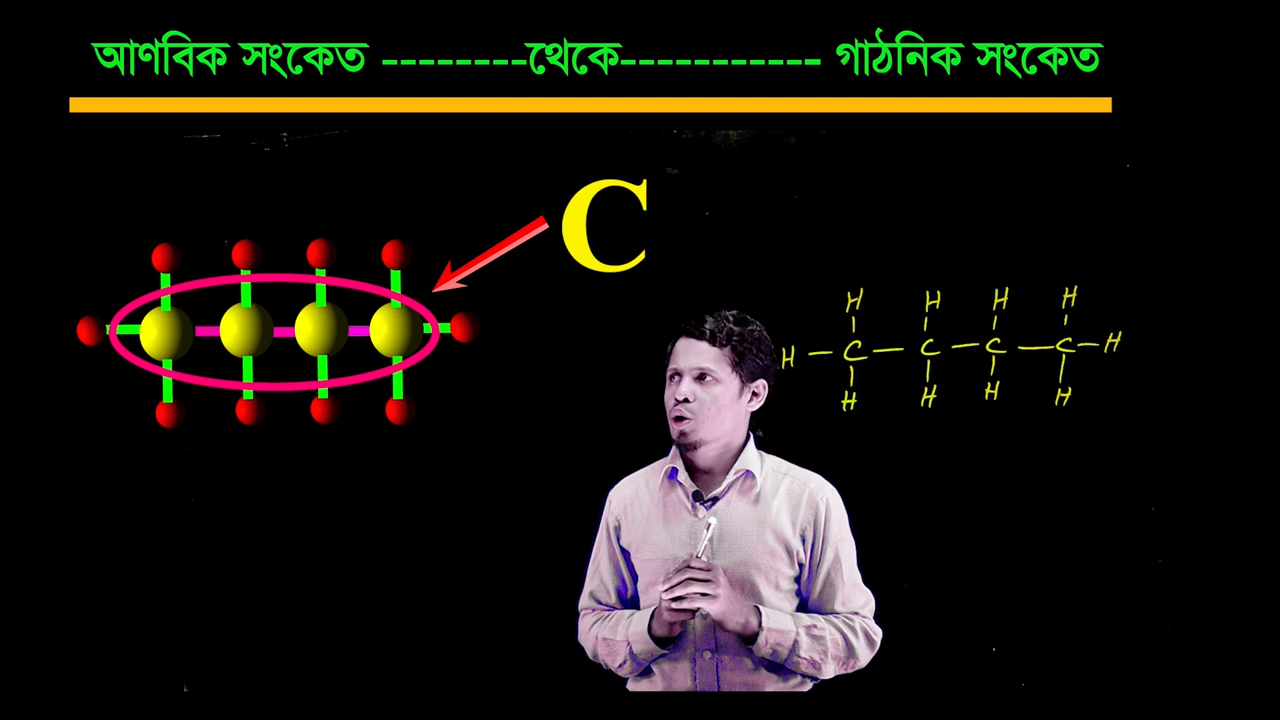 আণবিক সংকেত --------থেকে----------- গাঠনিক সংকেত
C
H H H H
H – C – C – C – C – H
H H H H